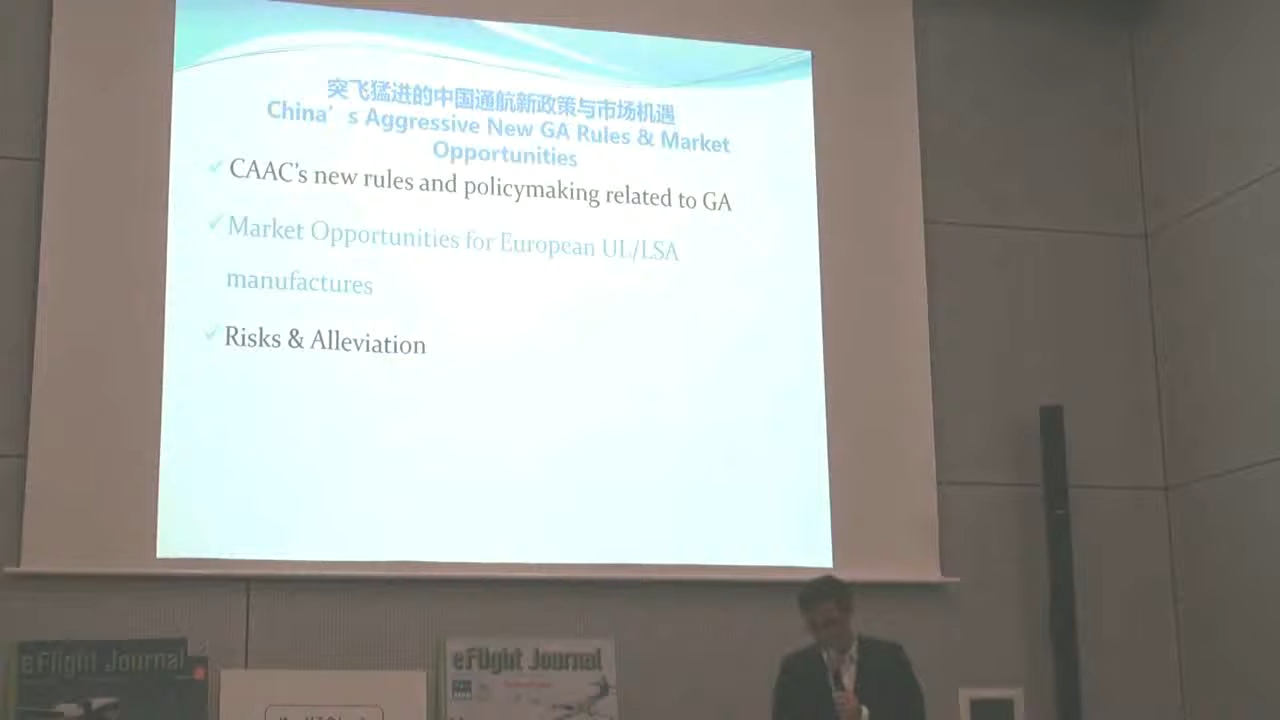 突飞猛进的中国通航新政策与市场机遇
China's Aggressive New GA Rules & Market
Opportunities
CAAC's new rules and policymaking related to GA
Market Opportunities for European UL/LSA
manufactures
Risks & Alleviation
eFlight Journal
eFlight Journal